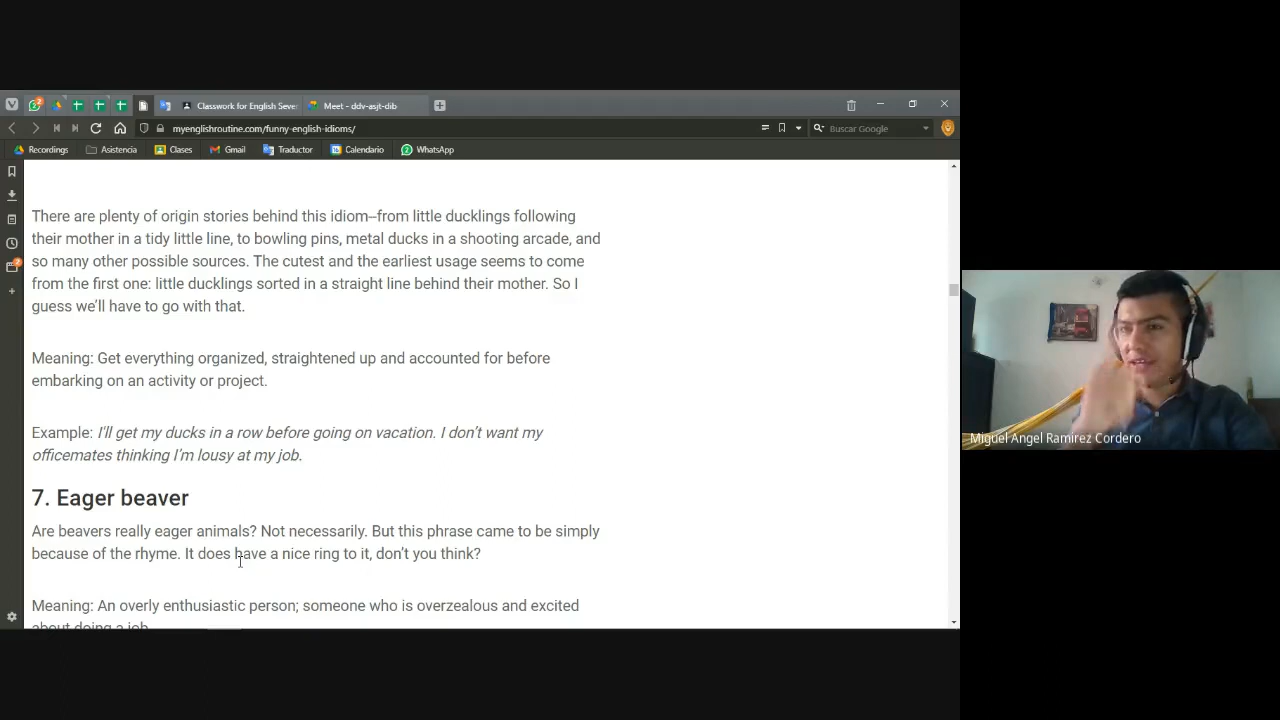 Classwork for English Seve
Meet - ddv-asjt-dib
myenglishroutine.com/funny-english-idioms/
Buscar Google
Recordings
Asistencia
Clases
Gmail
Traductor
Calendario
WhatsApp
There are plenty of origin stories behind this idiom–from little ducklings following
their mother in a tidy little line, to bowling pins, metal ducks in a shooting arcade, and
so many other possible sources. The cutest and the earliest usage seems to come
from the first one: little ducklings sorted in a straight line behind their mother. So I
guess we'll have to go with that.
Meaning: Get everything organized, straightened up and accounted for before
embarking on an activity or project.
Example: I'll get my ducks in a row before going on vacation. I don't want my
officemates thinking I'm lousy at my job.
7. Eager beaver
Are beavers really eager animals? Not necessarily. But this phrase came to be simply
because of the rhyme. It does have a nice ring to it, don't you think?
Meaning: An overly enthusiastic person; someone who is overzealous and excited
about doing a job.
Miguel Angel Ramirez Cordero